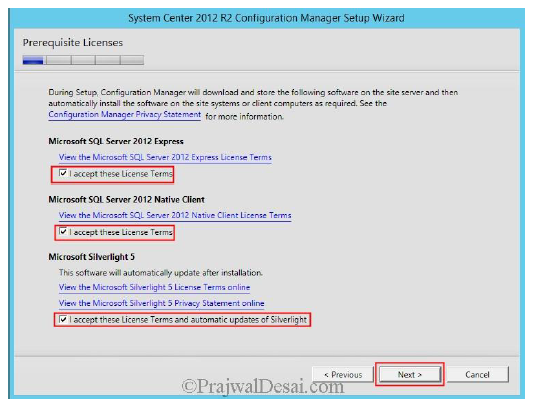 System Center 2012 R2 Configuration Manager Setup Wizard
Prerequisite Licenses
During Setup, Configuration Manager will download and store the following software on the site server and then
automatically install the software on the site systems or client computers as required. See the
Configuration Manager Privacy Statement for more information.
Microsoft SQL Server 2012 Express
View the Microsoft SQL Server 2012 Express License Terms
I accept these License Terms
Microsoft SQL Server 2012 Native Client
View the Microsoft SQL Server 2012 Native Client License Terms
I accept these License Terms
Microsoft Silverlight 5
This software will automatically update after installation.
View the Microsoft Silverlight 5 License Terms online
View the Microsoft Silverlight 5 Privacy Statement online
I accept these License Terms and automatic updates of Silverlight
< Previous Next > Cancel
©PrajwalDesai.com